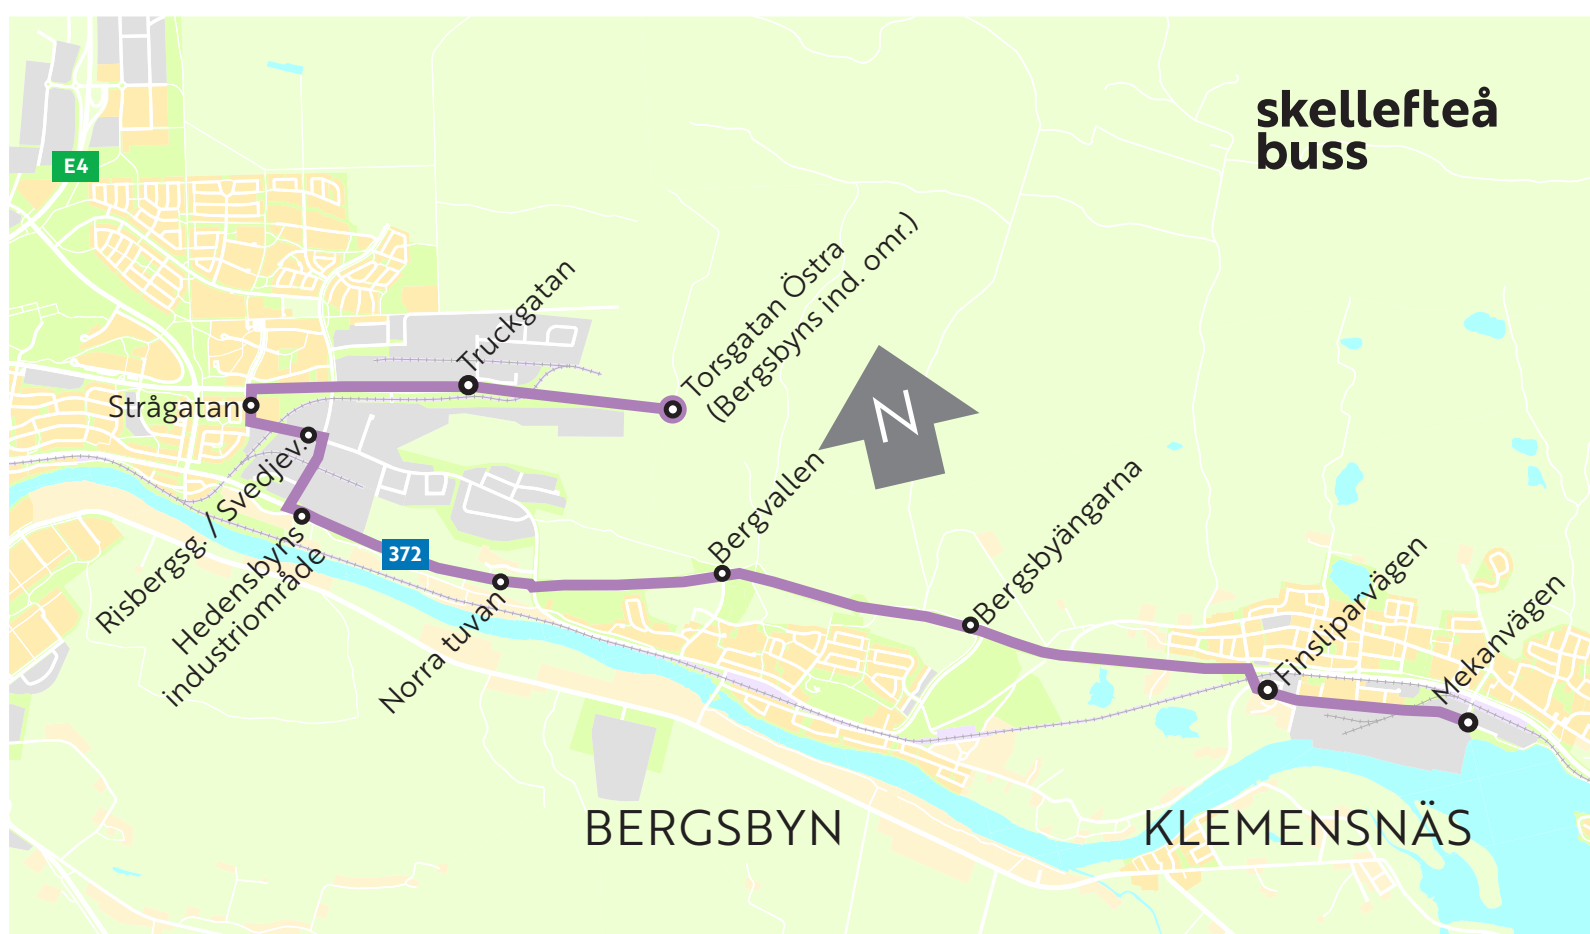 skellefteå
buss
E4
Truckgatan
Torsgatan Östra
(Bergsbyns ind. omr.)
Strågatan
N
Risbergsg. / Svedjev.
Hedensbyns
industriområde
372
Norra tuvan
Bergvallen
Bergsbyängarna
Finsliparvägen
Mekanvägen
BERGSBYN
KLEMENSNÄS